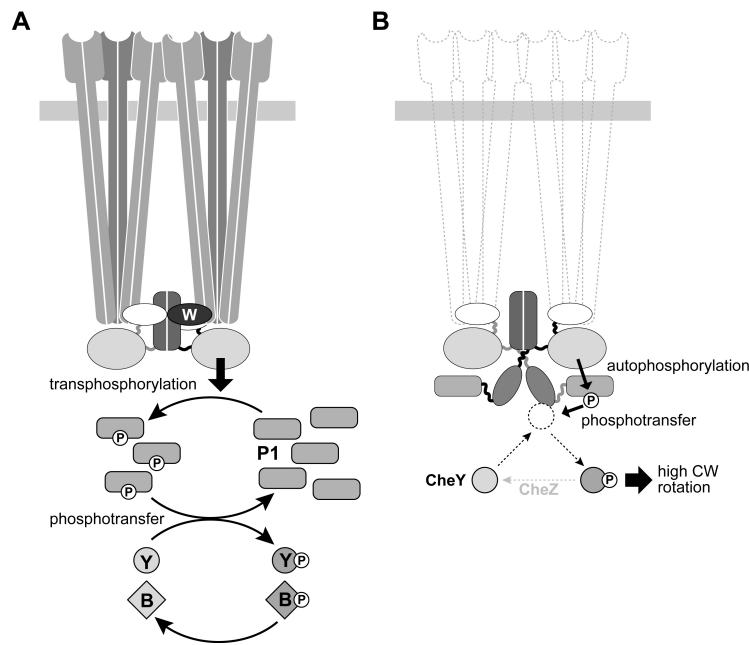 A
W
transphosphorylation
P
P
P
P1
phosphotransfer
Y
Y
P
B
B
P
B
autophosphorylation
P
phosphotransfer
CheY
CheZ
P
high CW
rotation